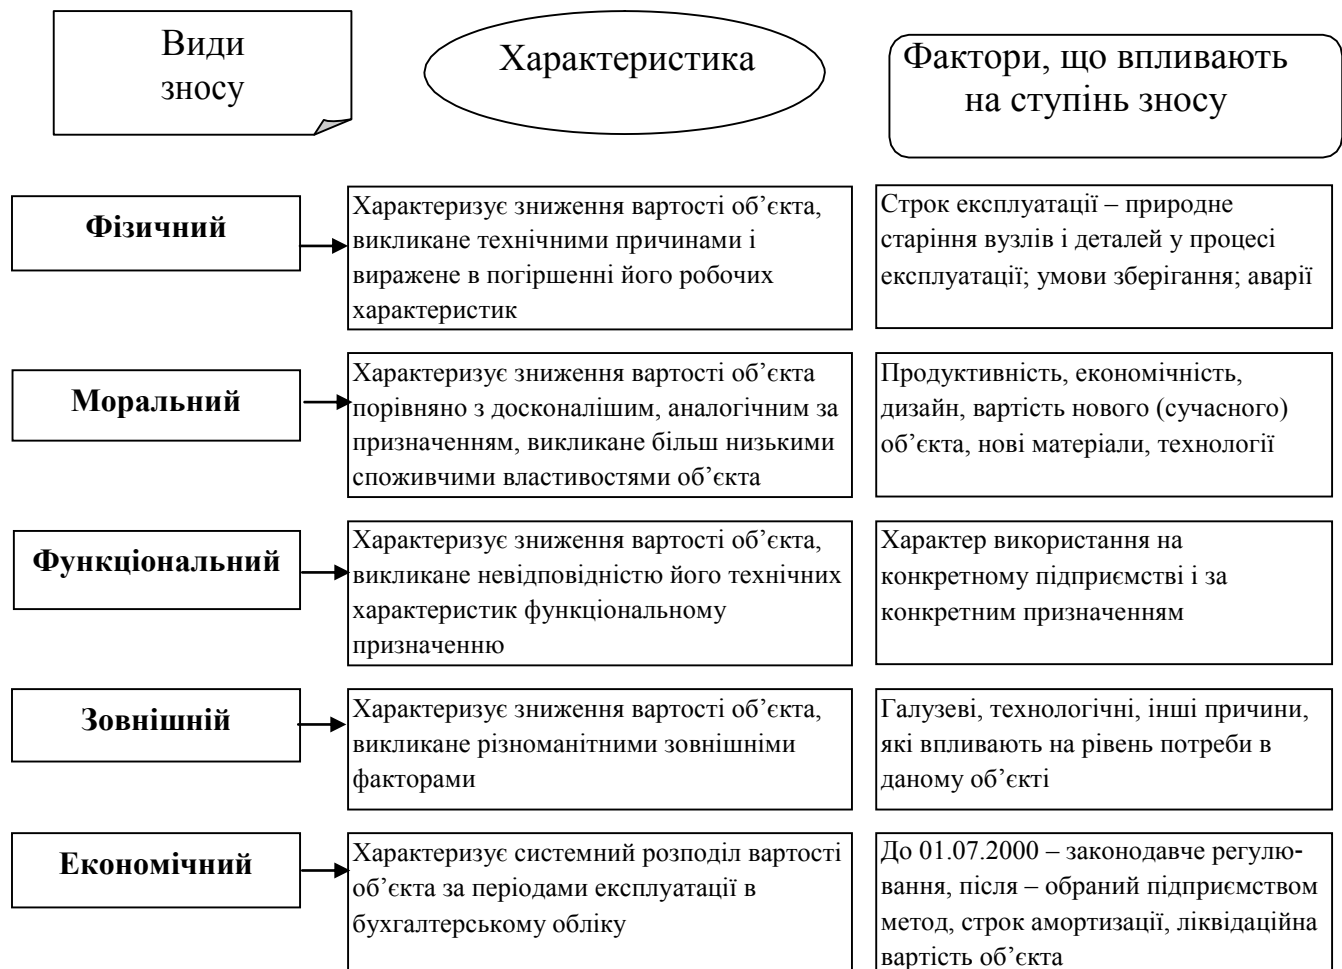 Види
зносу
Характеристика
Фактори, що впливають
на ступінь зносу
Фізичний
Характеризує зниження вартості об’єкта,
викликане технічними причинами і
виражене в погіршенні його робочих
характеристик
Строк експлуатації – природне
старіння вузлів і деталей у процесі
експлуатації; умови зберігання; аварії
Моральний
Характеризує зниження вартості об’єкта
порівняно з досконалішим, аналогічним за
призначенням, викликане більш низькими
споживчими властивостями об’єкта
Продуктивність, економічність,
дизайн, вартість нового (сучасного)
об’єкта, нові матеріали, технології
Функціональний
Характеризує зниження вартості об’єкта,
викликане невідповідністю його технічних
характеристик функціональному
призначенню
Характер використання на
конкретному підприємстві і за
конкретним призначенням
Зовнішній
Характеризує зниження вартості об’єкта,
викликане різноманітними зовнішніми
факторами
Галузеві, технологічні, інші причини,
які впливають на рівень потреби в
даному об’єкті
Економічний
Характеризує системний розподіл вартості
об’єкта за періодами експлуатації в
бухгалтерському обліку
До 01.07.2000 – законодавче регулю-
вання, після – обраний підприємством
метод, строк амортизації, ліквідаційна
вартість об’єкта